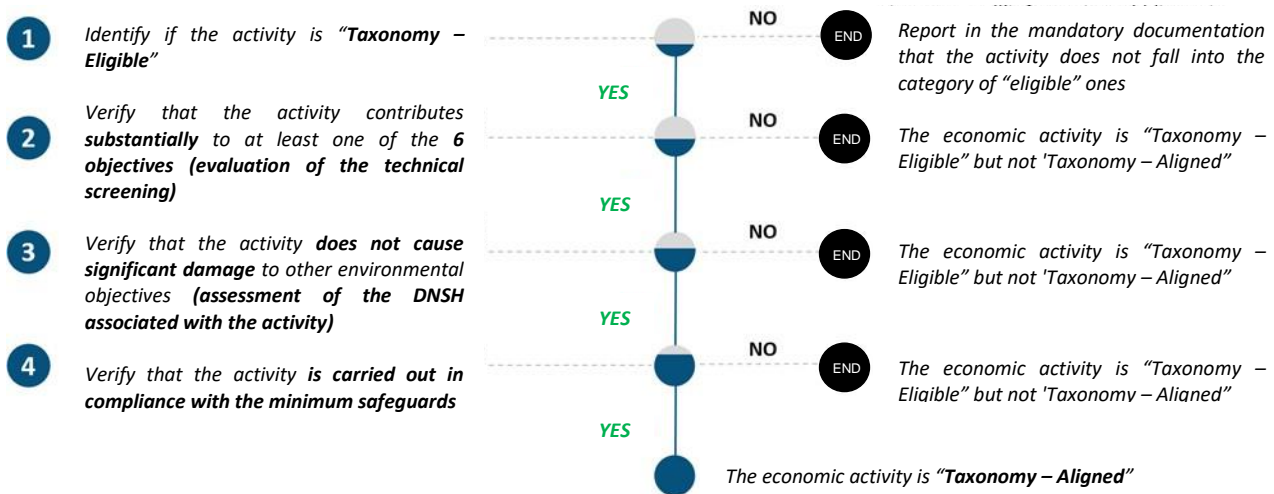 1
Identify if the activity is “Taxonomy –
Eligible”
NO
END
Report in the mandatory documentation
that the activity does not fall into the
category of “eligible” ones
YES
2
Verify that the activity contributes
substantially to at least one of the 6
objectives (evaluation of the technical
screening)
NO
END
The economic activity is “Taxonomy –
Eligible” but not 'Taxonomy – Aligned”
YES
3
Verify that the activity does not cause
significant damage to other environmental
objectives (assessment of the DNSH
associated with the activity)
NO
END
The economic activity is “Taxonomy –
Eligible” but not 'Taxonomy – Aligned”
YES
4
Verify that the activity is carried out in
compliance with the minimum safeguards
NO
END
The economic activity is “Taxonomy –
Eligible” but not 'Taxonomy – Aligned”
YES
The economic activity is “Taxonomy – Aligned”